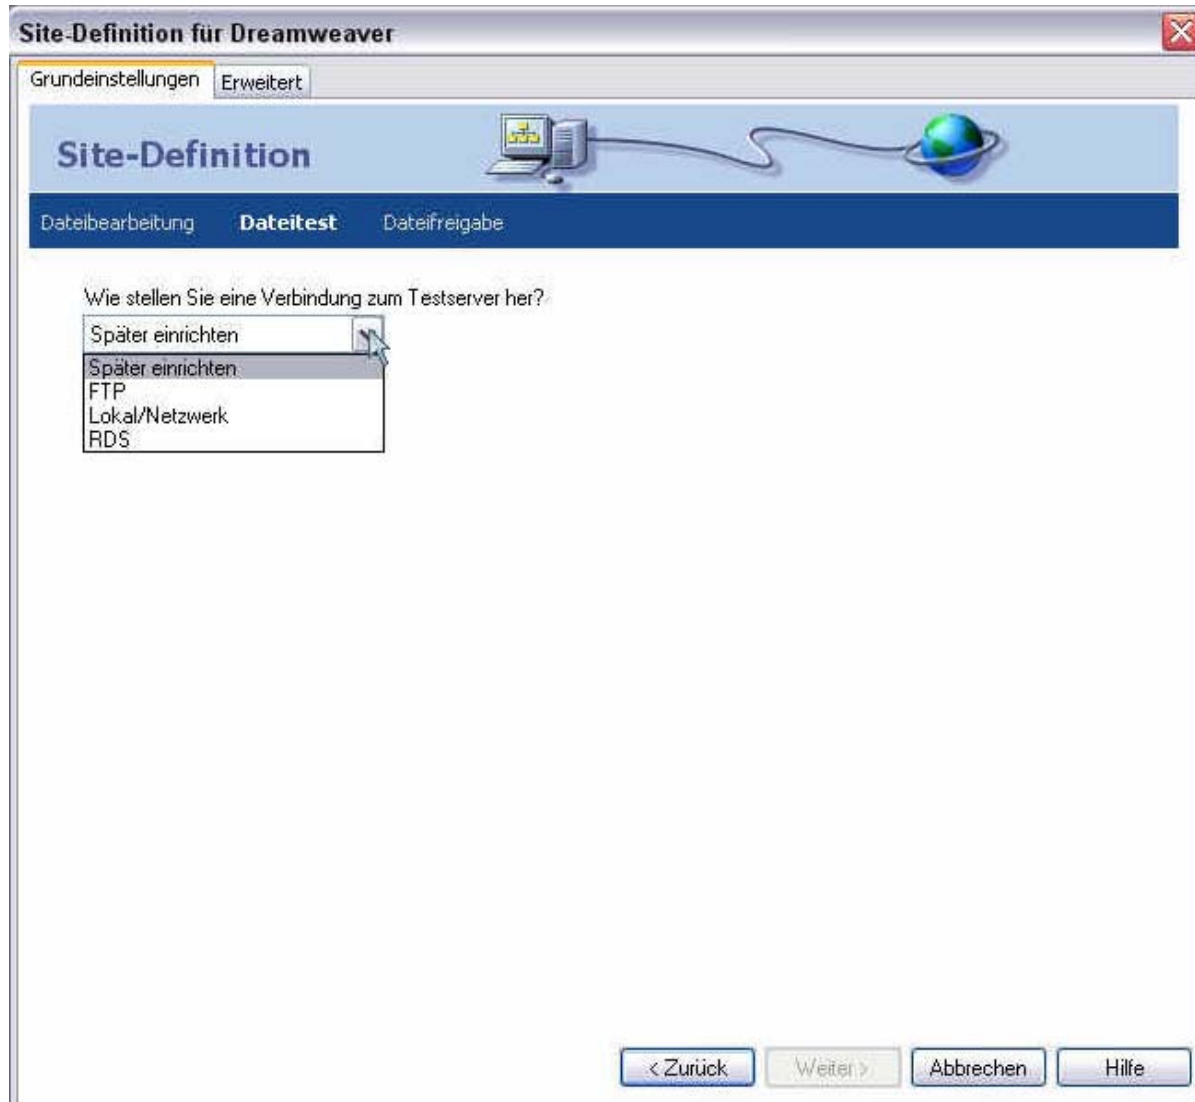 Site-Definition für Dreamweaver
Grundeinstellungen Erweitert
Site-Definition
Dateibearbeitung Dateitest Dateifreigabe
Wie stellen Sie eine Verbindung zum Testserver her?
Später einrichten
Später einrichten
FTP
Lokal/Netzwerk
RDS
< Zurück Weiter > Abbrechen Hilfe